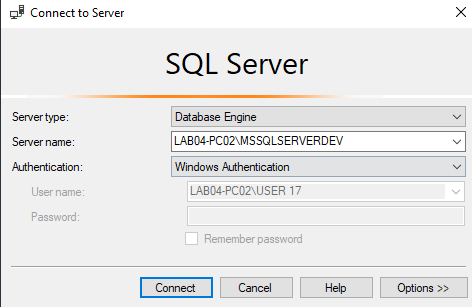 Connect to Server
SQL Server
Server type: Database Engine
Server name: LAB04-PC02\MSSQLSERVERDEV
Authentication: Windows Authentication
User name: LAB04-PC02\USER 17
Password:
Remember password
Connect Cancel Help Options >>